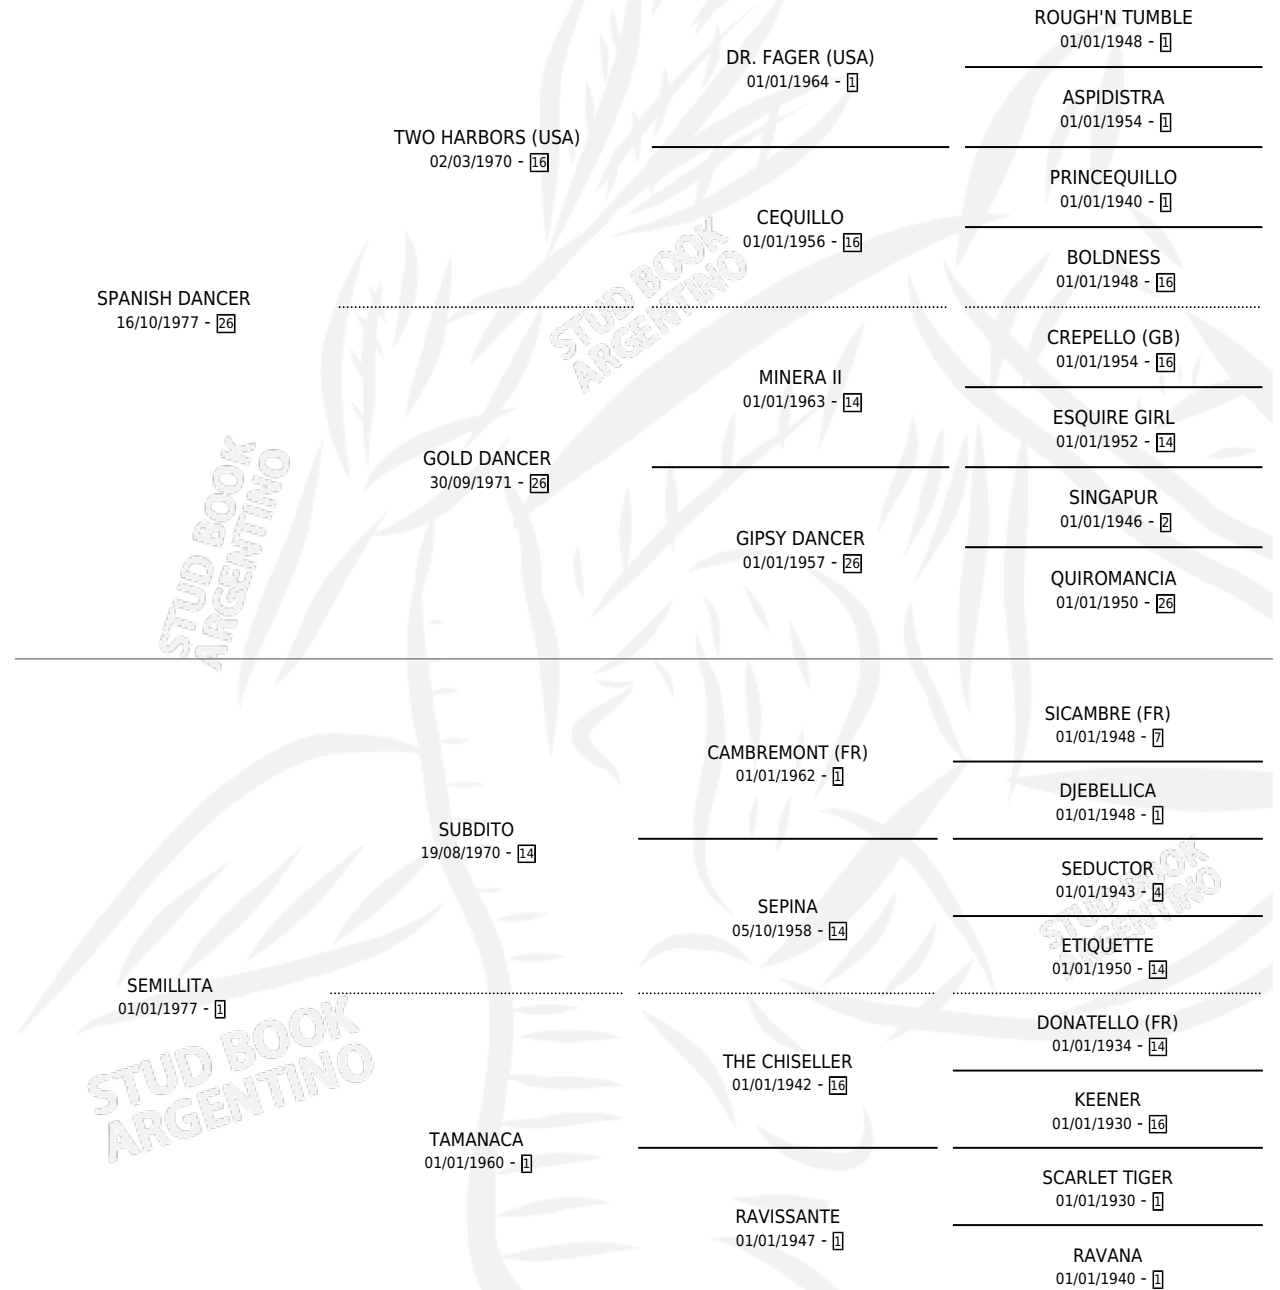 ROUGH'N TUMBLE
01/01/1948 - 1
DR. FAGER (USA)
01/01/1964 - 1
ASPIDISTRA
01/01/1954 - 1
TWO HARBORS (USA)
02/03/1970 - 16
PRINCEQUILLO
01/01/1940 - 1
CEQUILLO
01/01/1956 - 16
BOLDNESS
01/01/1948 - 16
SPANISH DANCER
16/10/1977 - 26
STUD BOOK
ARGENTINO
CREPELLO (GB)
01/01/1954 - 16
MINERA II
01/01/1963 - 14
ESQUIRE GIRL
01/01/1952 - 14
GOLD DANCER
30/09/1971 - 26
SINGAPUR
01/01/1946 - 2
GIPSY DANCER
01/01/1957 - 26
QUIROMANCIA
01/01/1950 - 26
STUD BOOK
ARGENTINO
SICAMBRE (FR)
01/01/1948 - 7
CAMBREMONT (FR)
01/01/1962 - 1
DJEBELLICA
01/01/1948 - 1
SUBDITO
19/08/1970 - 14
SEDUCTOR
01/01/1943 - 4
SEPINA
05/10/1958 - 14
ETIQUETTE
01/01/1950 - 14
STUD BOOK
ARGENTINO
SEMILLITA
01/01/1977 - 1
DONATELLO (FR)
01/01/1934 - 14
THE CHISELLER
01/01/1942 - 16
KEENER
01/01/1930 - 16
STUD BOOK
ARGENTINO
TAMANACA
01/01/1960 - 1
SCARLET TIGER
01/01/1930 - 1
RAVISSANTE
01/01/1947 - 1
RAVANA
01/01/1940 - 1